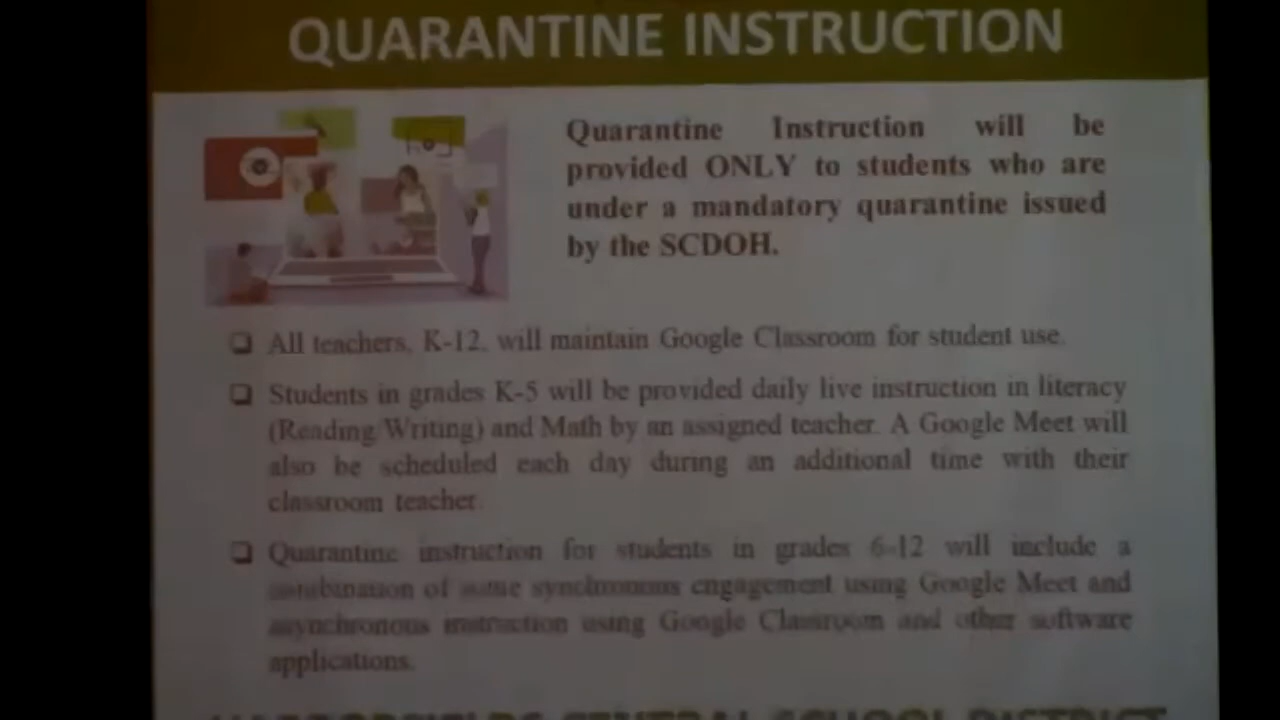 QUARANTINE INSTRUCTION
Quarantine Instruction will be
provided ONLY to students who are
under a mandatory quarantine issued
by the SCDOH.
All teachers, K-12, will maintain Google Classroom for student use.
Students in grades K-5 will be provided daily live instruction in literacy
(Reading/Writing) and Math by an assigned teacher. A Google Meet will
also be scheduled each day during an additional time with their
classroom teacher.
Quarantine instruction for students in grades 6-12 will include a
combination of some synchronous engagement using Google Meet and
asynchronous instruction using Google Classroom and other software
applications.
CENTRAL SCHOOL DISTRICT